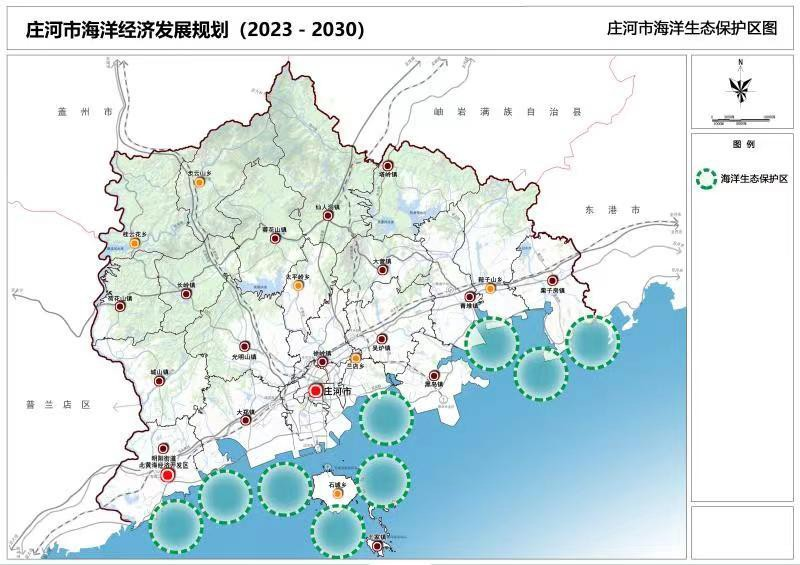 庄河市海洋经济发展规划（2023 - 2030）
庄河市海洋生态保护区图
盖 州 市
岫 岩 满 族 自 治 县
N
图 例
海洋生态保护区
塔岭镇
步云山乡
仙人洞镇
东 港 市
桂云花乡
蓉花山镇
大营镇
太平岭乡
鞍子山乡
栗子房镇
长岭镇
荷花山镇
青堆镇
吴炉镇
光明山镇
徐岭镇
兰店乡
城山镇
黑岛镇
庄河市
普 兰 店 区
大郑镇
明阳街道
北黄海经济开发区
石城乡
王家镇